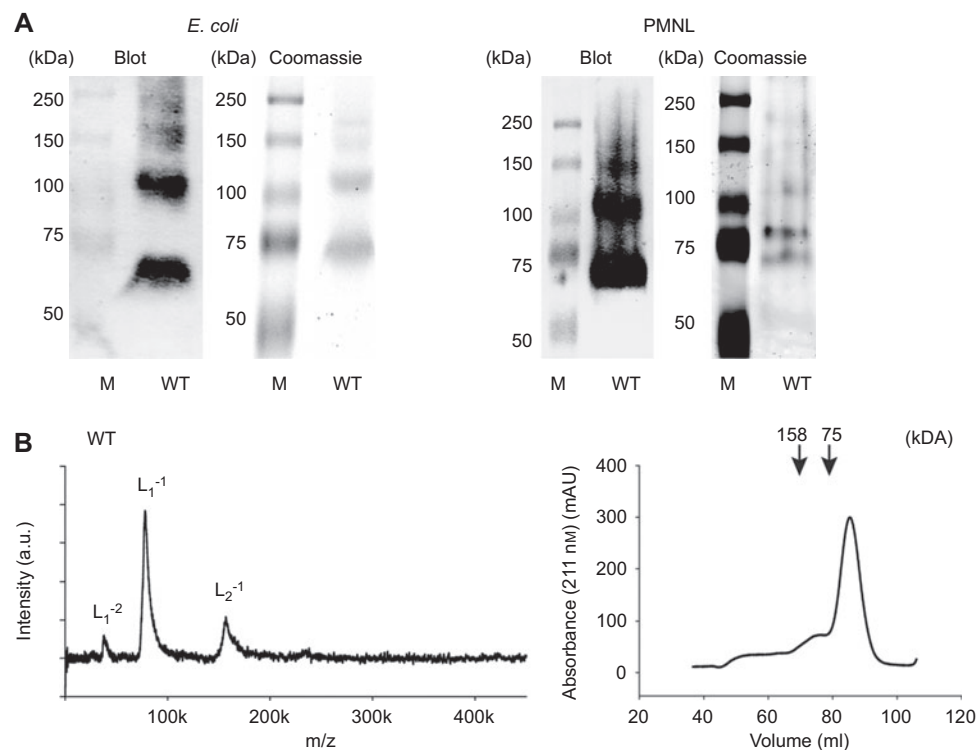 A
E. coli
PMNL
(kDa) Blot (kDa) Coomassie
(kDa) Blot (kDa) Coomassie
250
150
100
75
50
250
150
100
75
50
250
150
100
75
50
250
150
100
75
50
M WT M WT
M WT M WT
B
WT
L1-1
L1-2
L2-1
Intensity (a.u.)
100k 200k 300k 400k
m/z
158 75 (kDA)
Absorbance (211 nM) (mAU)
400
300
200
100
0
20 40 60 80 100 120
Volume (ml)